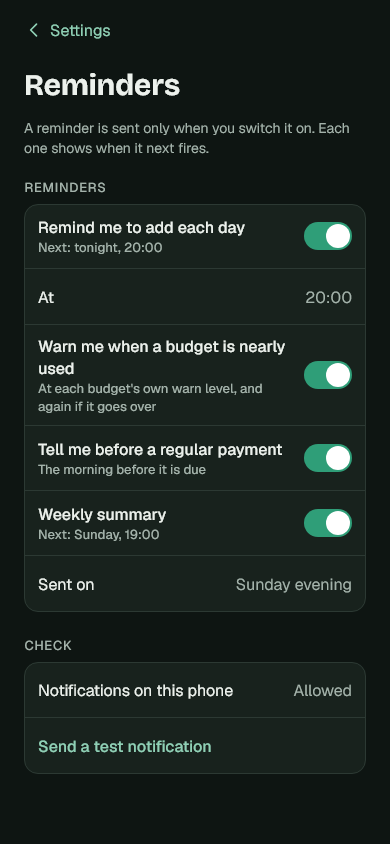 Settings
Reminders
A reminder is sent only when you switch it on. Each
one shows when it next fires.
REMINDERS
Remind me to add each day
Next: tonight, 20:00
At
20:00
Warn me when a budget is nearly
used
At each budget's own warn level, and
again if it goes over
Tell me before a regular payment
The morning before it is due
Weekly summary
Next: Sunday, 19:00
Sent on
Sunday evening
CHECK
Notifications on this phone
Allowed
Send a test notification